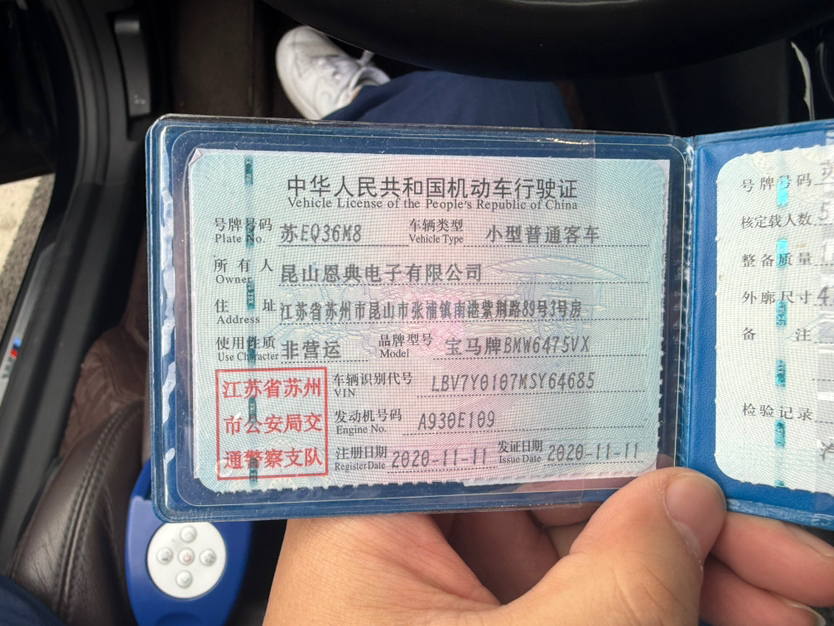 中华人民共和国机动车行驶证
Vehicle License of the People's Republic of China
号牌号码 Plate No. 苏EQ36M8 车辆类型 Vehicle Type 小型普通客车
所有人 Owner 昆山恩典电子有限公司
住址 Address 江苏省苏州市昆山市张浦镇南港紫荆路89号3号房
使用性质 Use Character 非营运 品牌型号 Model 宝马牌BMW6475VX
江苏省苏州
市公安局交
通警察支队
车辆识别代号 VIN LBV7Y0107MSY64685
发动机号码 Engine No. A930E109
注册日期 Register Date 2020-11-11 发证日期 Issue Date 2020-11-11
号牌号码
核定载人数 5
整备质量
外廓尺寸 4
备注
检验记录